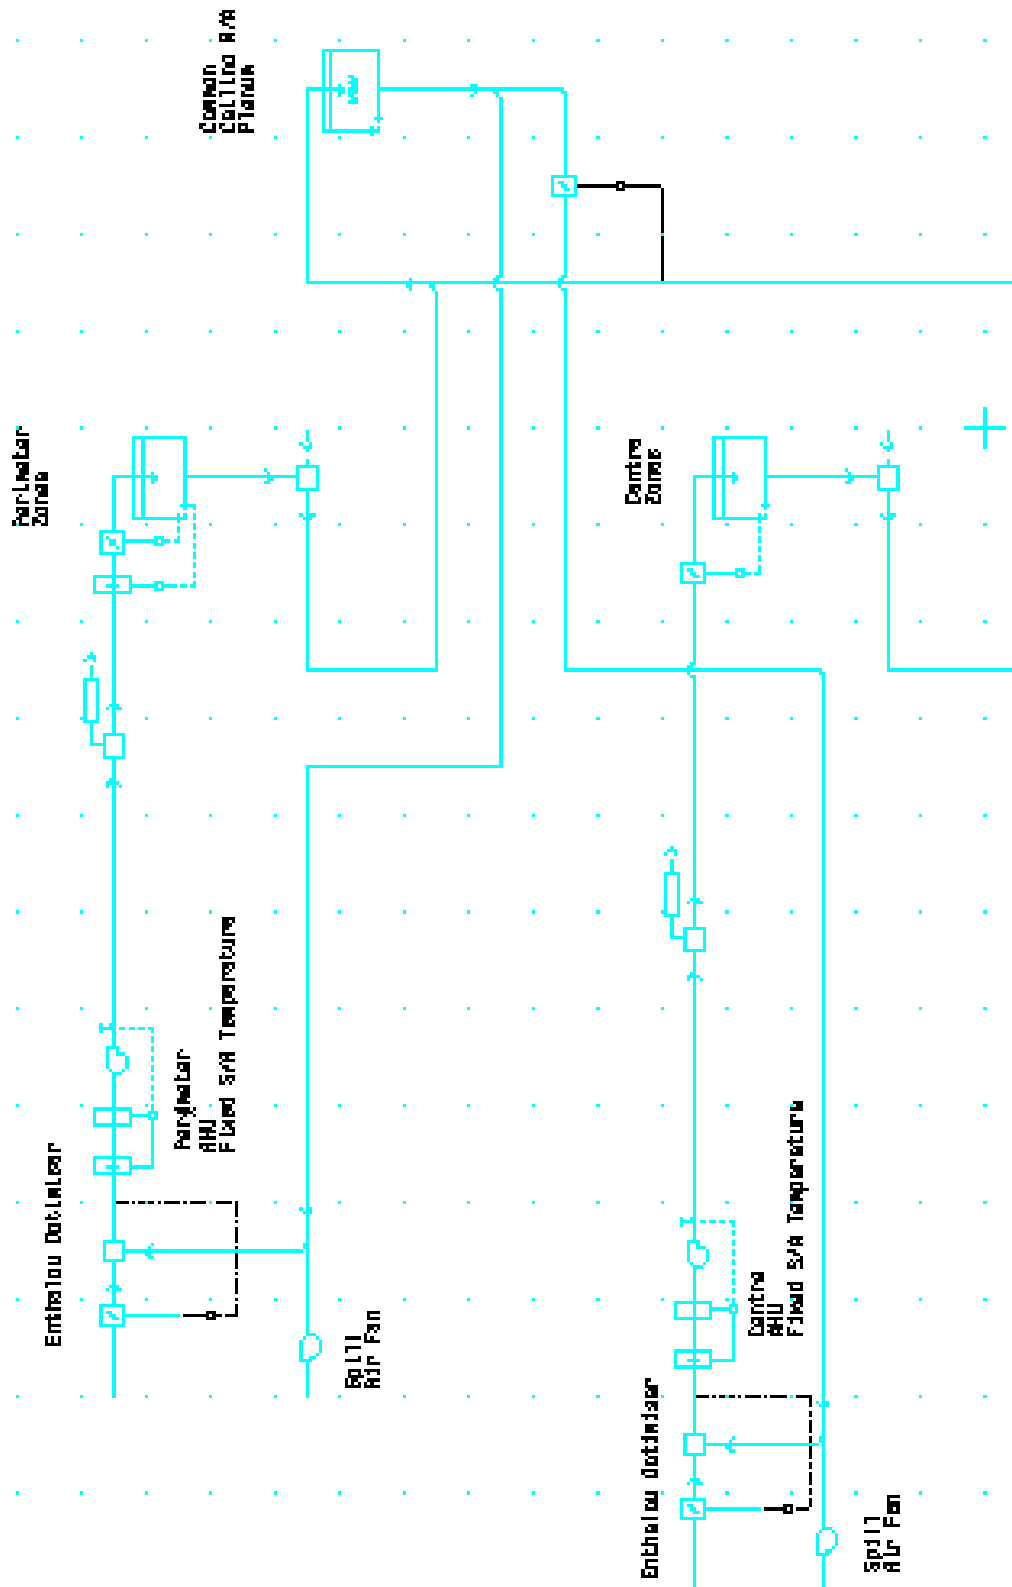 Common
Ceiling R/A
Plenum
Perimeter
Zones
Centre
Zones
Perimeter
AHU
Fixed S/A Temperature
Enthalpy Optimiser
Spill
Air Fan
Centre
AHU
Fixed S/A Temperature
Enthalpy Optimiser
Spill
Air Fan